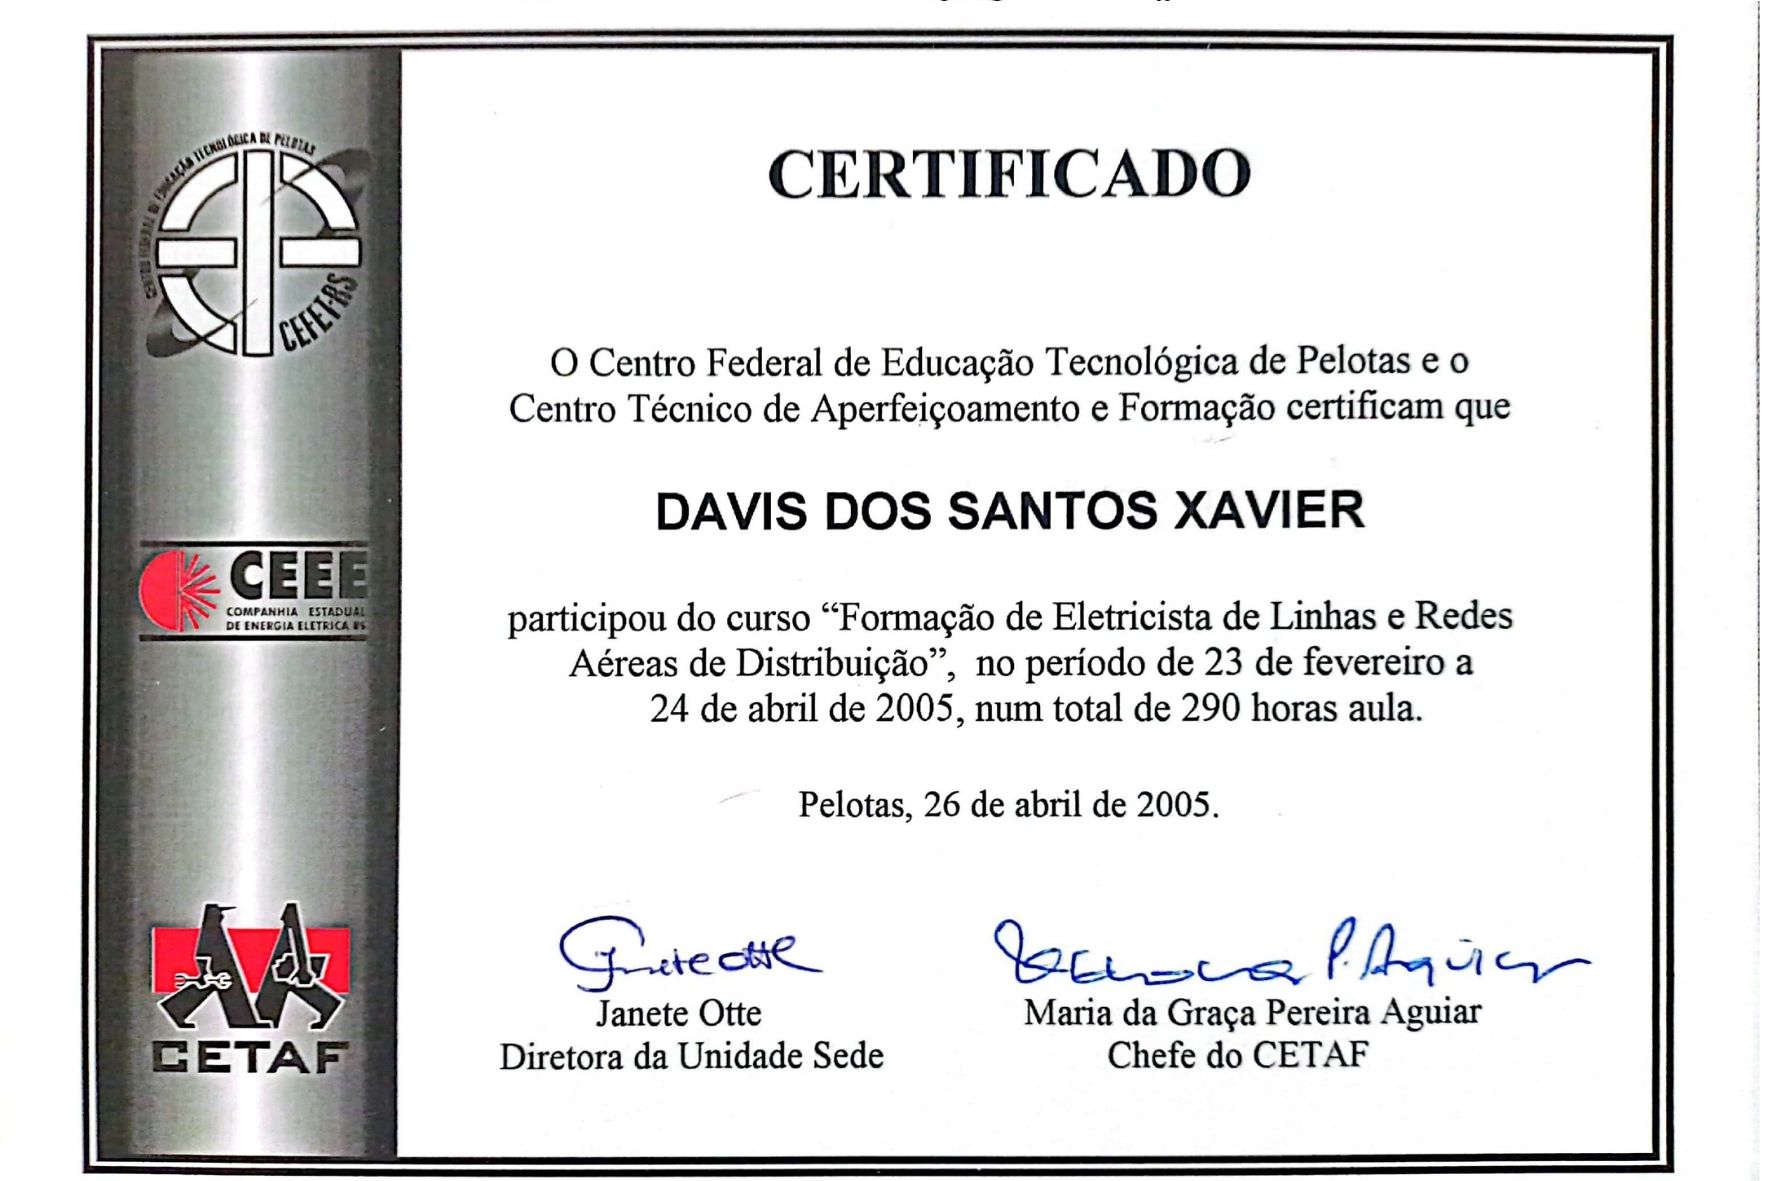 CERTIFICADO
CENTRO FEDERAL DE EDUCAÇÃO TECNOLÓGICA DE PELOTAS
CEFET-RS
O Centro Federal de Educação Tecnológica de Pelotas e o
Centro Técnico de Aperfeiçoamento e Formação certificam que
DAVIS DOS SANTOS XAVIER
CEEE
COMPANHIA ESTADUAL
DE ENERGIA ELETRICA RS
participou do curso “Formação de Eletricista de Linhas e Redes
Aéreas de Distribuição”, no período de 23 de fevereiro a
24 de abril de 2005, num total de 290 horas aula.
Pelotas, 26 de abril de 2005.
Janete Otte
P. Aguiar
Janete Otte
Maria da Graça Pereira Aguiar
Diretora da Unidade Sede
Chefe do CETAF
CETAF